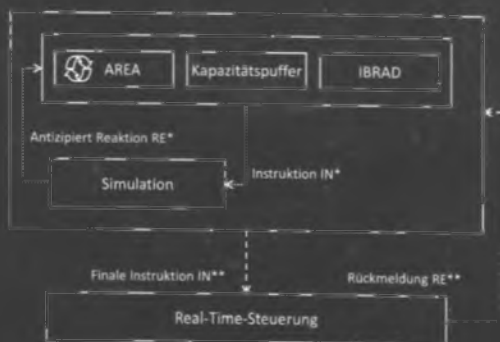 AREA
Kapazitätspuffer
IBRAD
Antizipiert Reaktion RE*
Instruktion IN*
Simulation
Finale Instruktion IN**
Rückmeldung RE**
Real-Time-Steuerung